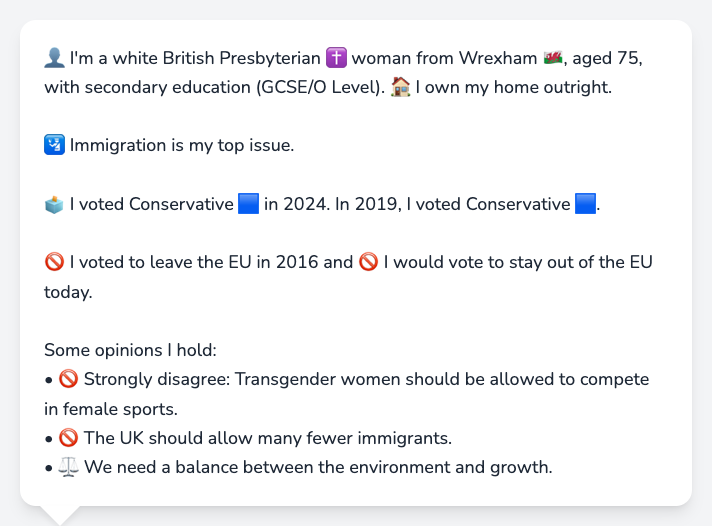 👤 I'm a white British Presbyterian ✝️ woman from Wrexham 🏴󠁧󠁢󠁷󠁬󠁳󠁿, aged 75,
with secondary education (GCSE/O Level). 🏠 I own my home outright.
🛂 Immigration is my top issue.
🗳️ I voted Conservative 🟦 in 2024. In 2019, I voted Conservative 🟦.
🚫 I voted to leave the EU in 2016 and 🚫 I would vote to stay out of the EU
today.
Some opinions I hold:
• 🚫 Strongly disagree: Transgender women should be allowed to compete
in female sports.
• 🚫 The UK should allow many fewer immigrants.
• ⚖️ We need a balance between the environment and growth.